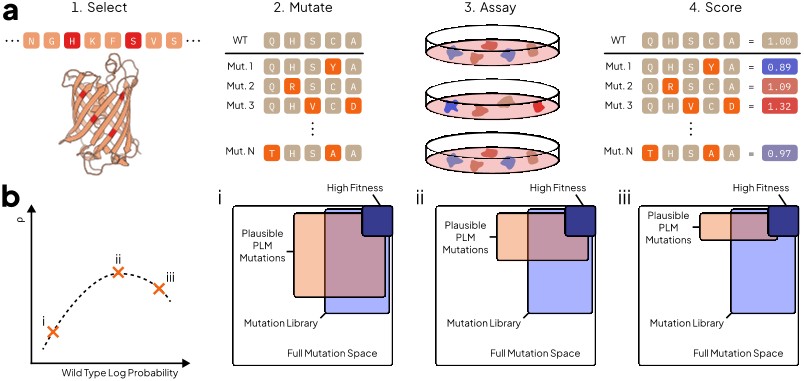 a
1. Select
2. Mutate
3. Assay
4. Score
··· N G H K F S V S ···
WT Q H S C A
Mut. 1 Q H S Y A
Mut. 2 Q R S C A
Mut. 3 Q H V C D
⋮
Mut. N T H S A A
WT Q H S C A = 1.00
Mut. 1 Q H S Y A = 0.89
Mut. 2 Q R S C A = 1.09
Mut. 3 Q H V C D = 1.32
⋮
Mut. N T H S A A = 0.97
b
ρ
i
ii
iii
Wild Type Log Probability
i
High Fitness
Plausible
PLM
Mutations
Mutation Library
Full Mutation Space
ii
High Fitness
Plausible
PLM
Mutations
Mutation Library
Full Mutation Space
iii
High Fitness
Plausible
PLM
Mutations
Mutation Library
Full Mutation Space